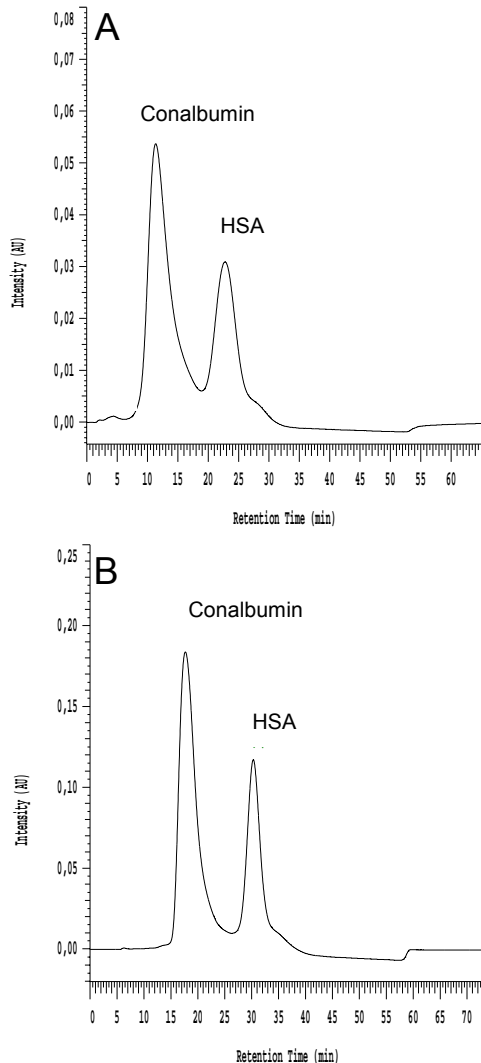 A
0,08
0,07
0,06
0,05
0,04
0,03
0,02
0,01
0,00
Intensity (AU)
Conalbumin
HSA
0 5 10 15 20 25 30 35 40 45 50 55 60
Retention Time (min)
B
0,25
0,20
0,15
0,10
0,05
0,00
Intensity (AU)
Conalbumin
HSA
0 5 10 15 20 25 30 35 40 45 50 55 60 65 70
Retention Time (min)